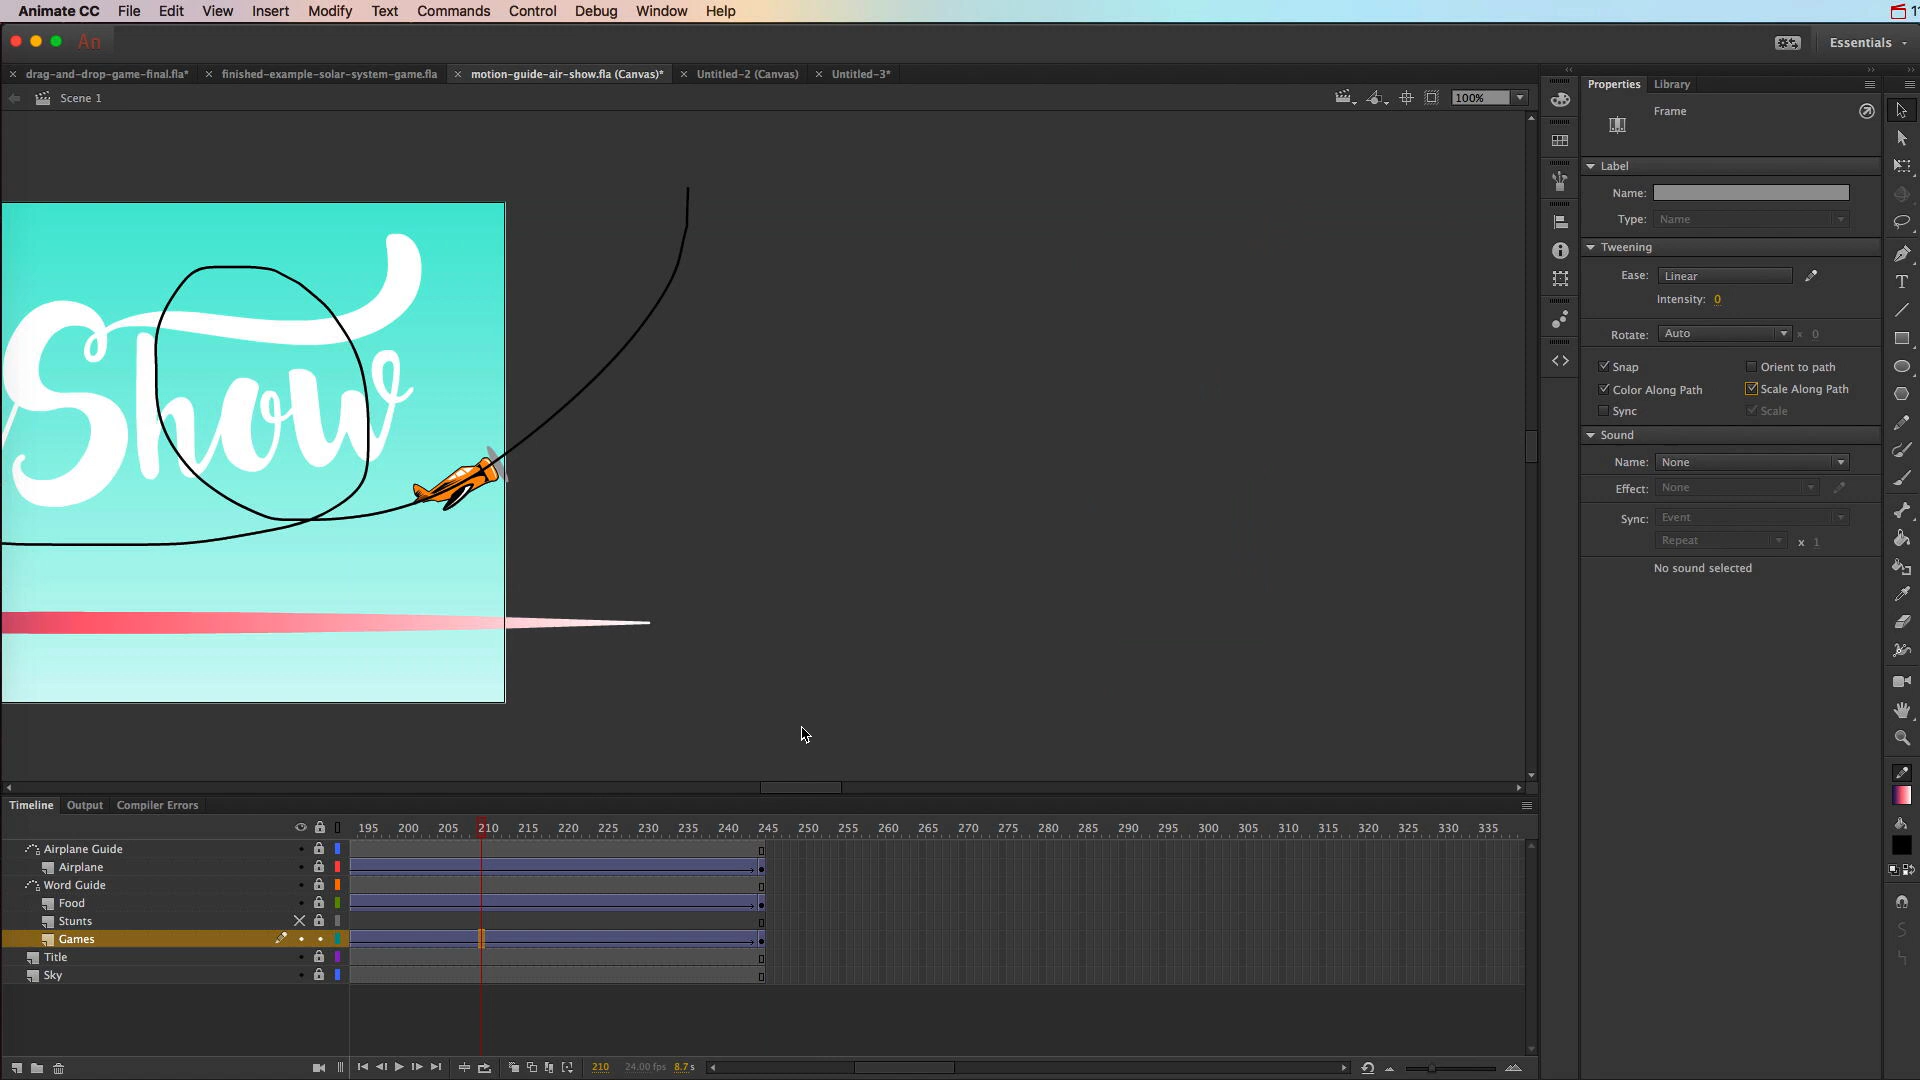 Animate CC File Edit View Insert Modify Text Commands Control Debug Window Help
An
Essentials
drag-and-drop-game-final.fla* finished-example-solar-system-game.fla motion-guide-air-show.fla (Canvas)* Untitled-2 (Canvas) Untitled-3*
Scene 1
100%
Show
Properties Library
Frame
Label
Name:
Type: Name
Tweening
Ease: Linear
Intensity: 0
Rotate: Auto x 0
Snap Orient to path
Color Along Path Scale Along Path
Sync Scale
Sound
Name: None
Effect: None
Sync: Event
Repeat x 1
No sound selected
Timeline Output Compiler Errors
195 200 205 210 215 220 225 230 235 240 245 250 255 260 265 270 275 280 285 290 295 300 305 310 315 320 325 330 335
Airplane Guide
Airplane
Word Guide
Food
Stunts
Games
Title
Sky
210 24.00 fps 8.7 s